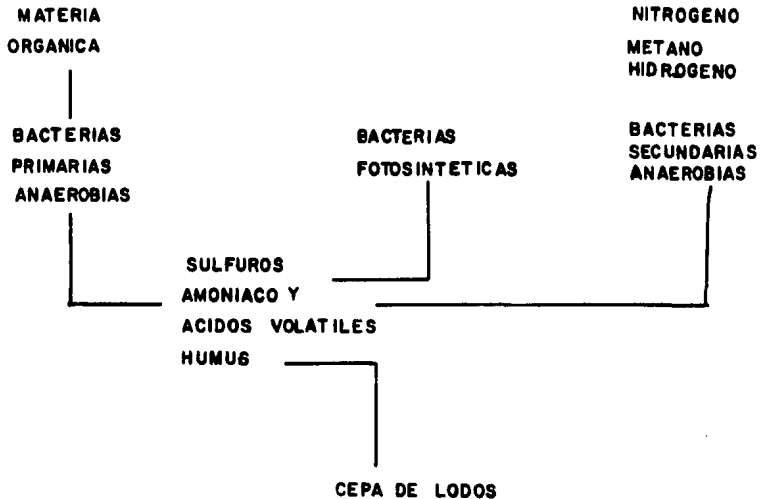 MATERIA
ORGANICA
NITROGENO
METANO
HIDROGENO
BACTERIAS
PRIMARIAS
ANAEROBIAS
BACTERIAS
FOTOSINTETICAS
BACTERIAS
SECUNDARIAS
ANAEROBIAS
SULFUROS
AMONIACO Y
ACIDOS VOLATILES
HUMUS
CEPA DE LODOS